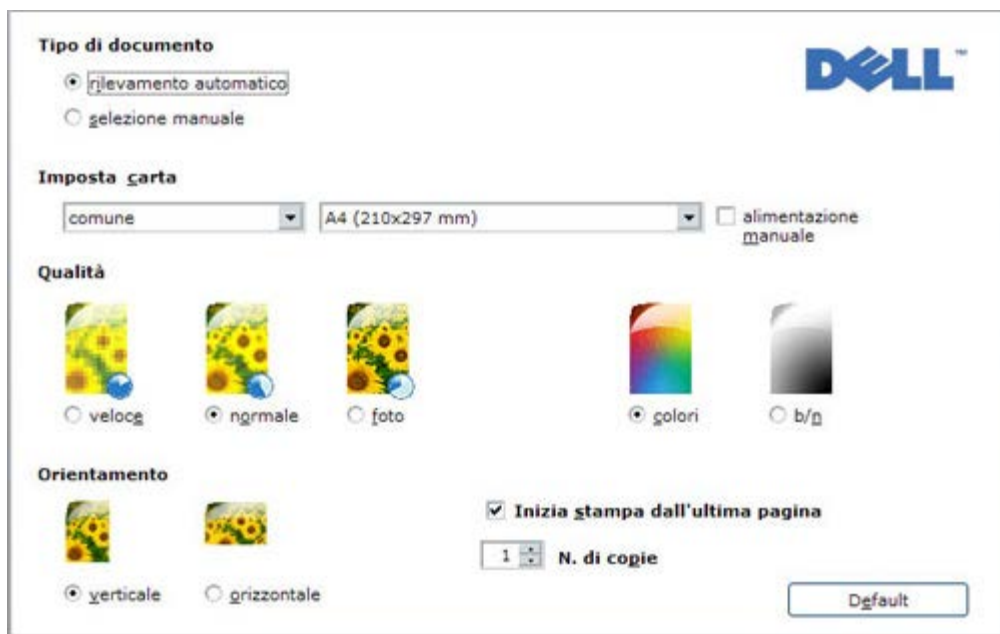 Tipo di documento
DELL™
rilevamento automatico
selezione manuale
Imposta carta
comune
A4 (210x297 mm)
alimentazione
manuale
Qualità
veloce
normale
foto
colori
b/n
Orientamento
Inizia stampa dall'ultima pagina
1
N. di copie
verticale
orizzontale
Default